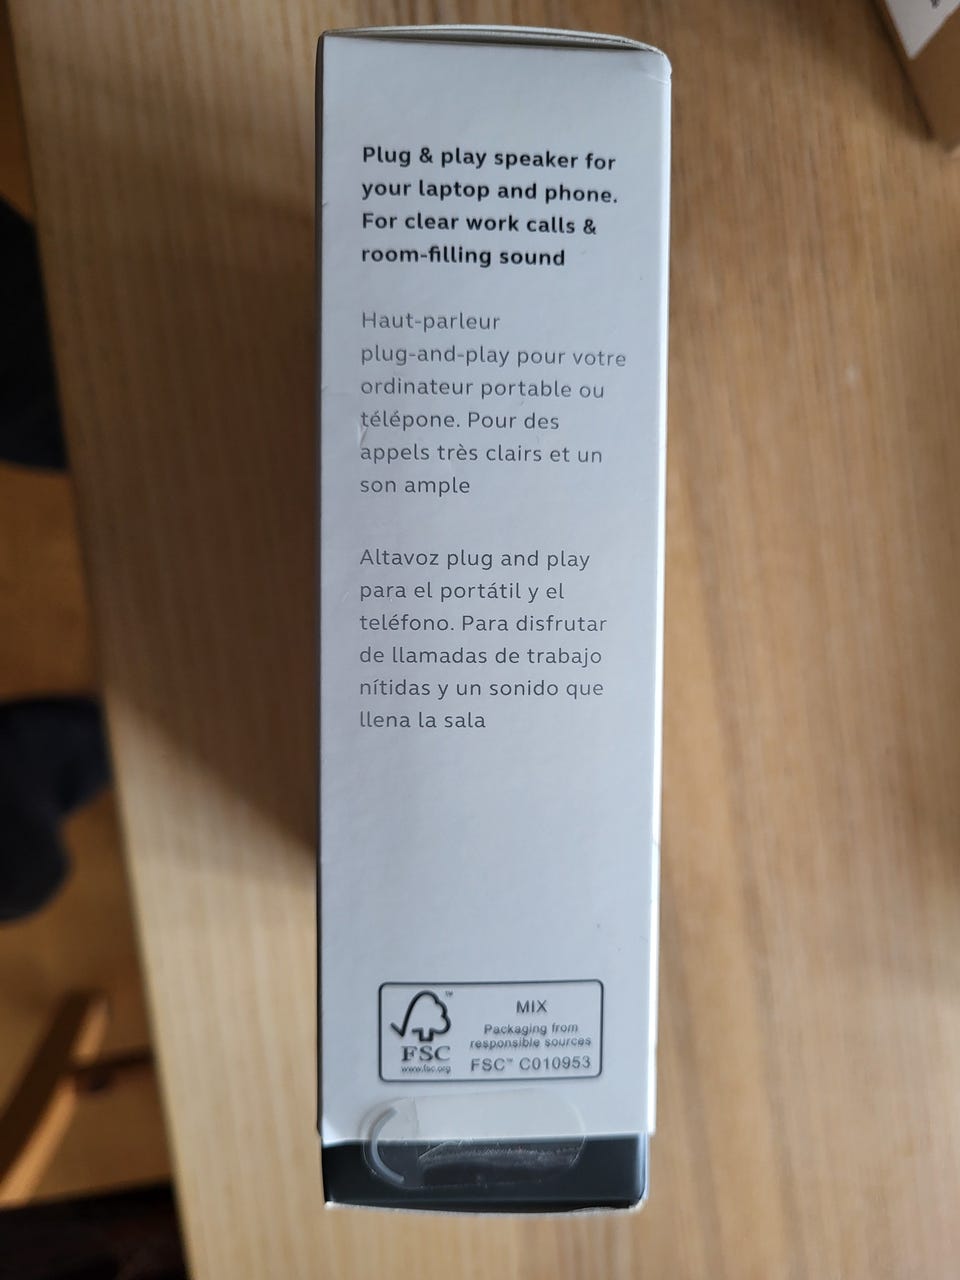 Plug & play speaker for
your laptop and phone.
For clear work calls &
room-filling sound
Haut-parleur
plug-and-play pour votre
ordinateur portable ou
télépone. Pour des
appels très clairs et un
son ample
Altavoz plug and play
para el portátil y el
teléfono. Para disfrutar
de llamadas de trabajo
nítidas y un sonido que
llena la sala
™
FSC
www.fsc.org
MIX
Packaging from
responsible sources
FSC™ C010953